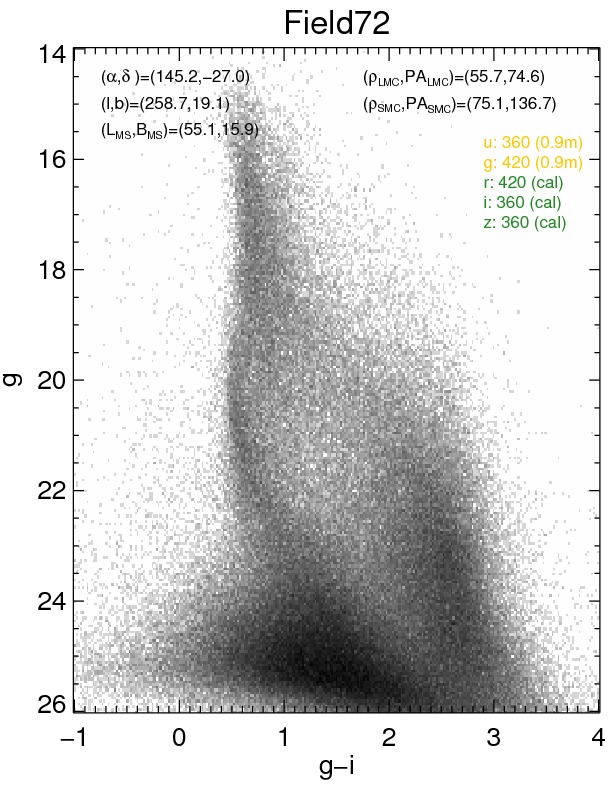 Field72
(α,δ )=(145.2,−27.0)
(ρLMC,PALMC)=(55.7,74.6)
(l,b)=(258.7,19.1)
(ρSMC,PASMC)=(75.1,136.7)
(LMS,BMS)=(55.1,15.9)
u: 360 (0.9m)
g: 420 (0.9m)
r: 420 (cal)
i: 360 (cal)
z: 360 (cal)
14
16
18
20
22
24
26
g
−1 0 1 2 3 4
g−i